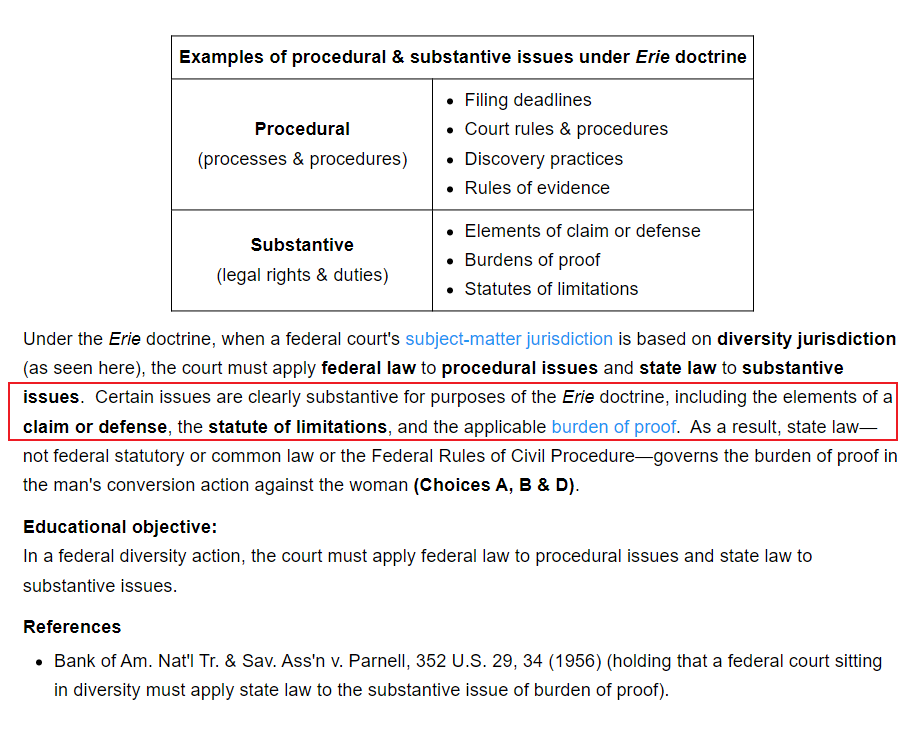 Examples of procedural & substantive issues under Erie doctrine
Procedural
(processes & procedures)
• Filing deadlines
• Court rules & procedures
• Discovery practices
• Rules of evidence
Substantive
(legal rights & duties)
• Elements of claim or defense
• Burdens of proof
• Statutes of limitations
Under the Erie doctrine, when a federal court's subject-matter jurisdiction is based on diversity jurisdiction
(as seen here), the court must apply federal law to procedural issues and state law to substantive
issues.  Certain issues are clearly substantive for purposes of the Erie doctrine, including the elements of a
claim or defense, the statute of limitations, and the applicable burden of proof.  As a result, state law—
not federal statutory or common law or the Federal Rules of Civil Procedure—governs the burden of proof in
the man's conversion action against the woman (Choices A, B & D).
Educational objective:
In a federal diversity action, the court must apply federal law to procedural issues and state law to
substantive issues.
References
• Bank of Am. Nat'l Tr. & Sav. Ass'n v. Parnell, 352 U.S. 29, 34 (1956) (holding that a federal court sitting
in diversity must apply state law to the substantive issue of burden of proof).